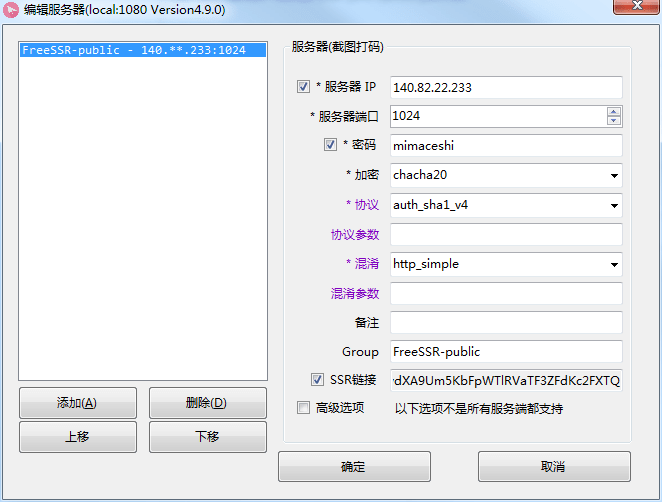 编辑服务器(local:1080 Version4.9.0)
FreeSSR-public - 140.**.233:1024
服务器(截图打码)
* 服务器 IP 140.82.22.233
* 服务器端口 1024
* 密码 mimaceshi
* 加密 chacha20
* 协议 auth_sha1_v4
协议参数
* 混淆 http_simple
混淆参数
备注
Group FreeSSR-public
SSR链接 dXA9Um5KbFpWTlRVaTF3ZFdKc2FXTQ
高级选项 以下选项不是所有服务端都支持
添加(A) 删除(D)
上移 下移
确定 取消